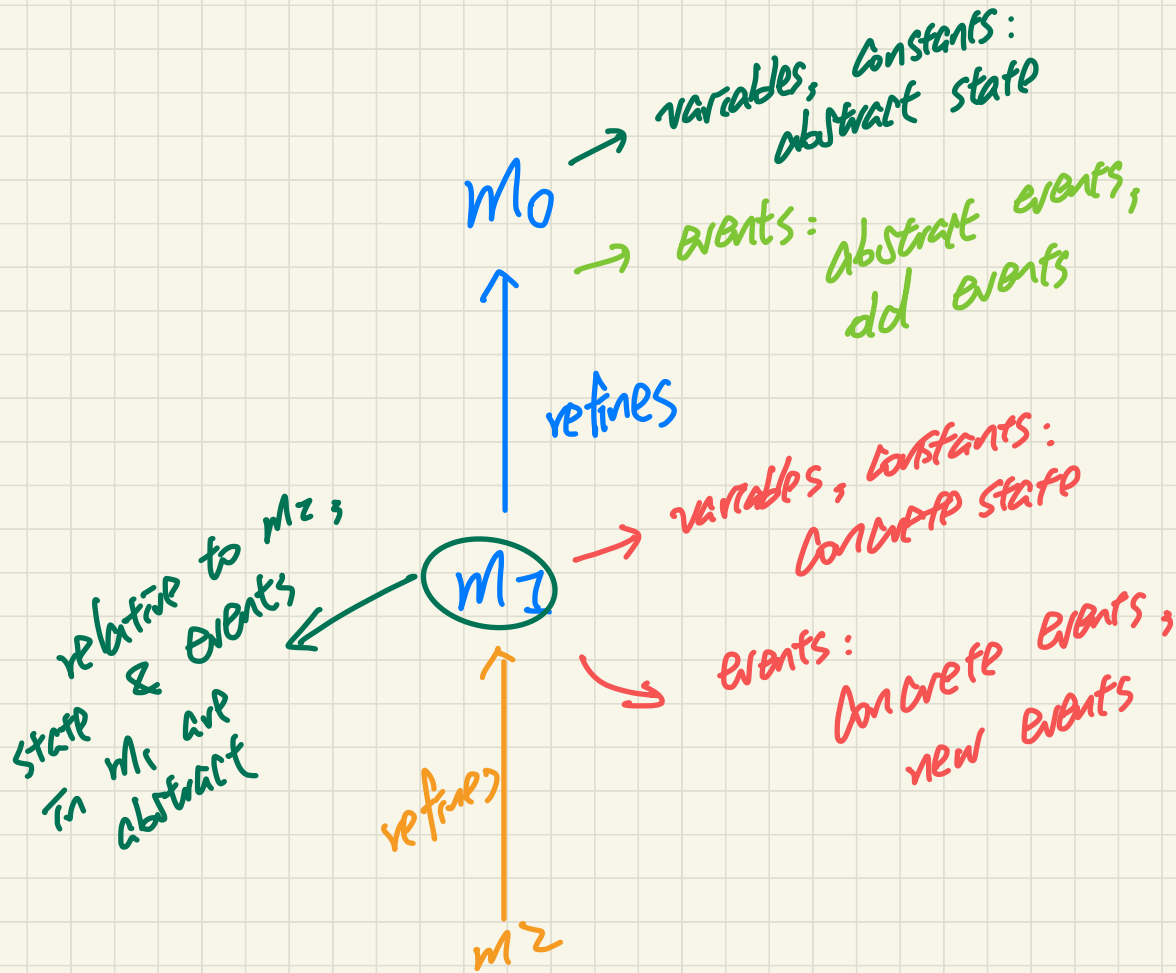 variables, constants:
abstract state
m0
events: abstract events,
old events
refines
variables, constants:
concrete state
m1
relative to m2,
state & events
in m1 are
abstract
events:
concrete events,
new events
refines
m2